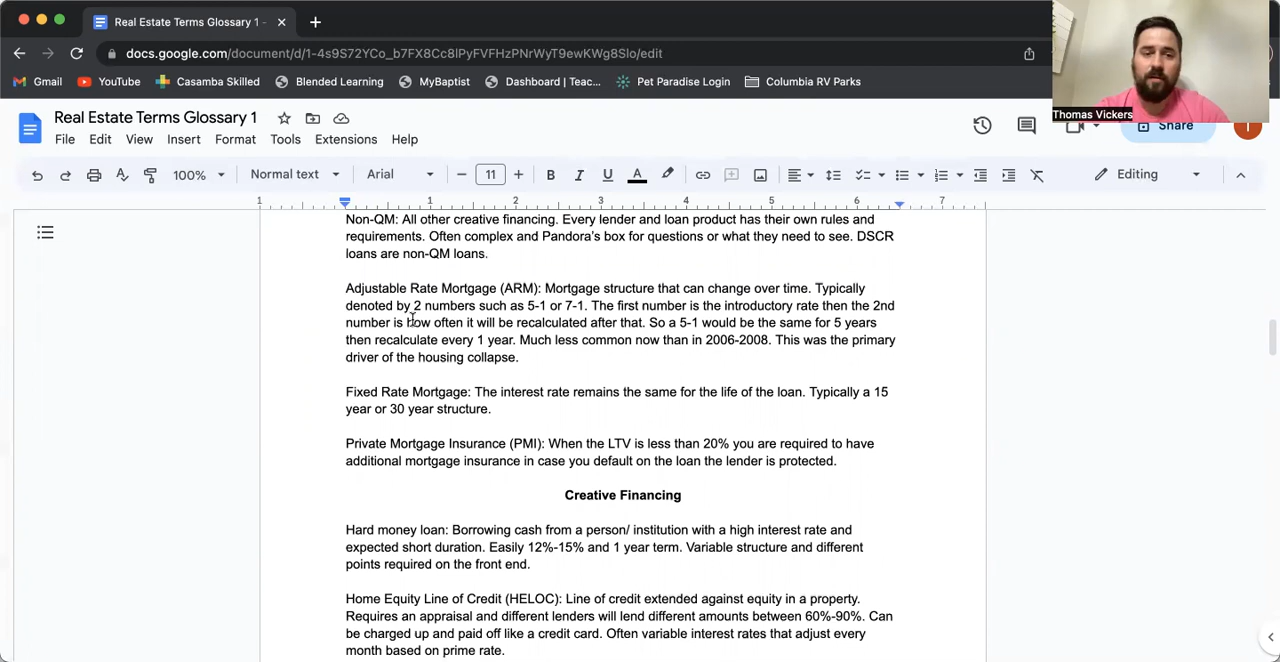 Real Estate Terms Glossary 1 -
docs.google.com/document/d/1-4s9S72YCo_b7FX8Cc8lPyFVFHzPNrWyT9ewKWg8SIo/edit
Gmail YouTube Casamba Skilled Blended Learning MyBapt Dashboard | Teac... Pet Paradise Login Columbia RV Parks
Thomas Vickers
Real Estate Terms Glossary 1
Share
File Edit View Insert Format Tools Extensions Help
100% Normal text Arial 11 B I U A Editing
1 1 2 3 4 5 6 7
Non-QM: All other creative financing. Every lender and loan product has their own rules and
requirements. Often complex and Pandora's box for questions or what they need to see. DSCR
loans are non-QM loans.
Adjustable Rate Mortgage (ARM): Mortgage structure that can change over time. Typically
denoted by 2 numbers such as 5-1 or 7-1. The first number is the introductory rate then the 2nd
number is how often it will be recalculated after that. So a 5-1 would be the same for 5 years
then recalculate every 1 year. Much less common now than in 2006-2008. This was the primary
driver of the housing collapse.
Fixed Rate Mortgage: The interest rate remains the same for the life of the loan. Typically a 15
year or 30 year structure.
Private Mortgage Insurance (PMI): When the LTV is less than 20% you are required to have
additional mortgage insurance in case you default on the loan the lender is protected.
Creative Financing
Hard money loan: Borrowing cash from a person/ institution with a high interest rate and
expected short duration. Easily 12%-15% and 1 year term. Variable structure and different
points required on the front end.
Home Equity Line of Credit (HELOC): Line of credit extended against equity in a property.
Requires an appraisal and different lenders will lend different amounts between 60%-90%. Can
be charged up and paid off like a credit card. Often variable interest rates that adjust every
month based on prime rate.